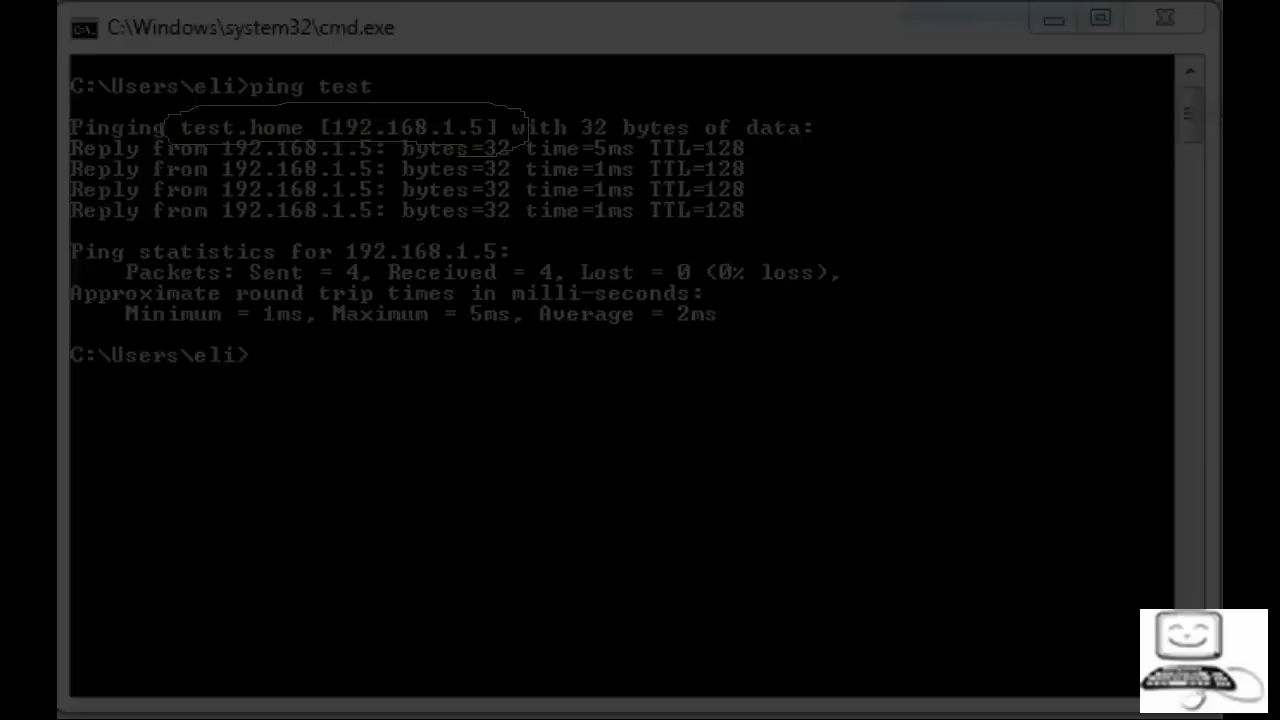 C:\Windows\system32\cmd.exe
C:\Users\eli>ping test
Pinging test.home [192.168.1.5] with 32 bytes of data:
Reply from 192.168.1.5: bytes=32 time=5ms TTL=128
Reply from 192.168.1.5: bytes=32 time=1ms TTL=128
Reply from 192.168.1.5: bytes=32 time=1ms TTL=128
Reply from 192.168.1.5: bytes=32 time=1ms TTL=128
Ping statistics for 192.168.1.5:
Packets: Sent = 4, Received = 4, Lost = 0 (0% loss),
Approximate round trip times in milli-seconds:
Minimum = 1ms, Maximum = 5ms, Average = 2ms
C:\Users\eli>